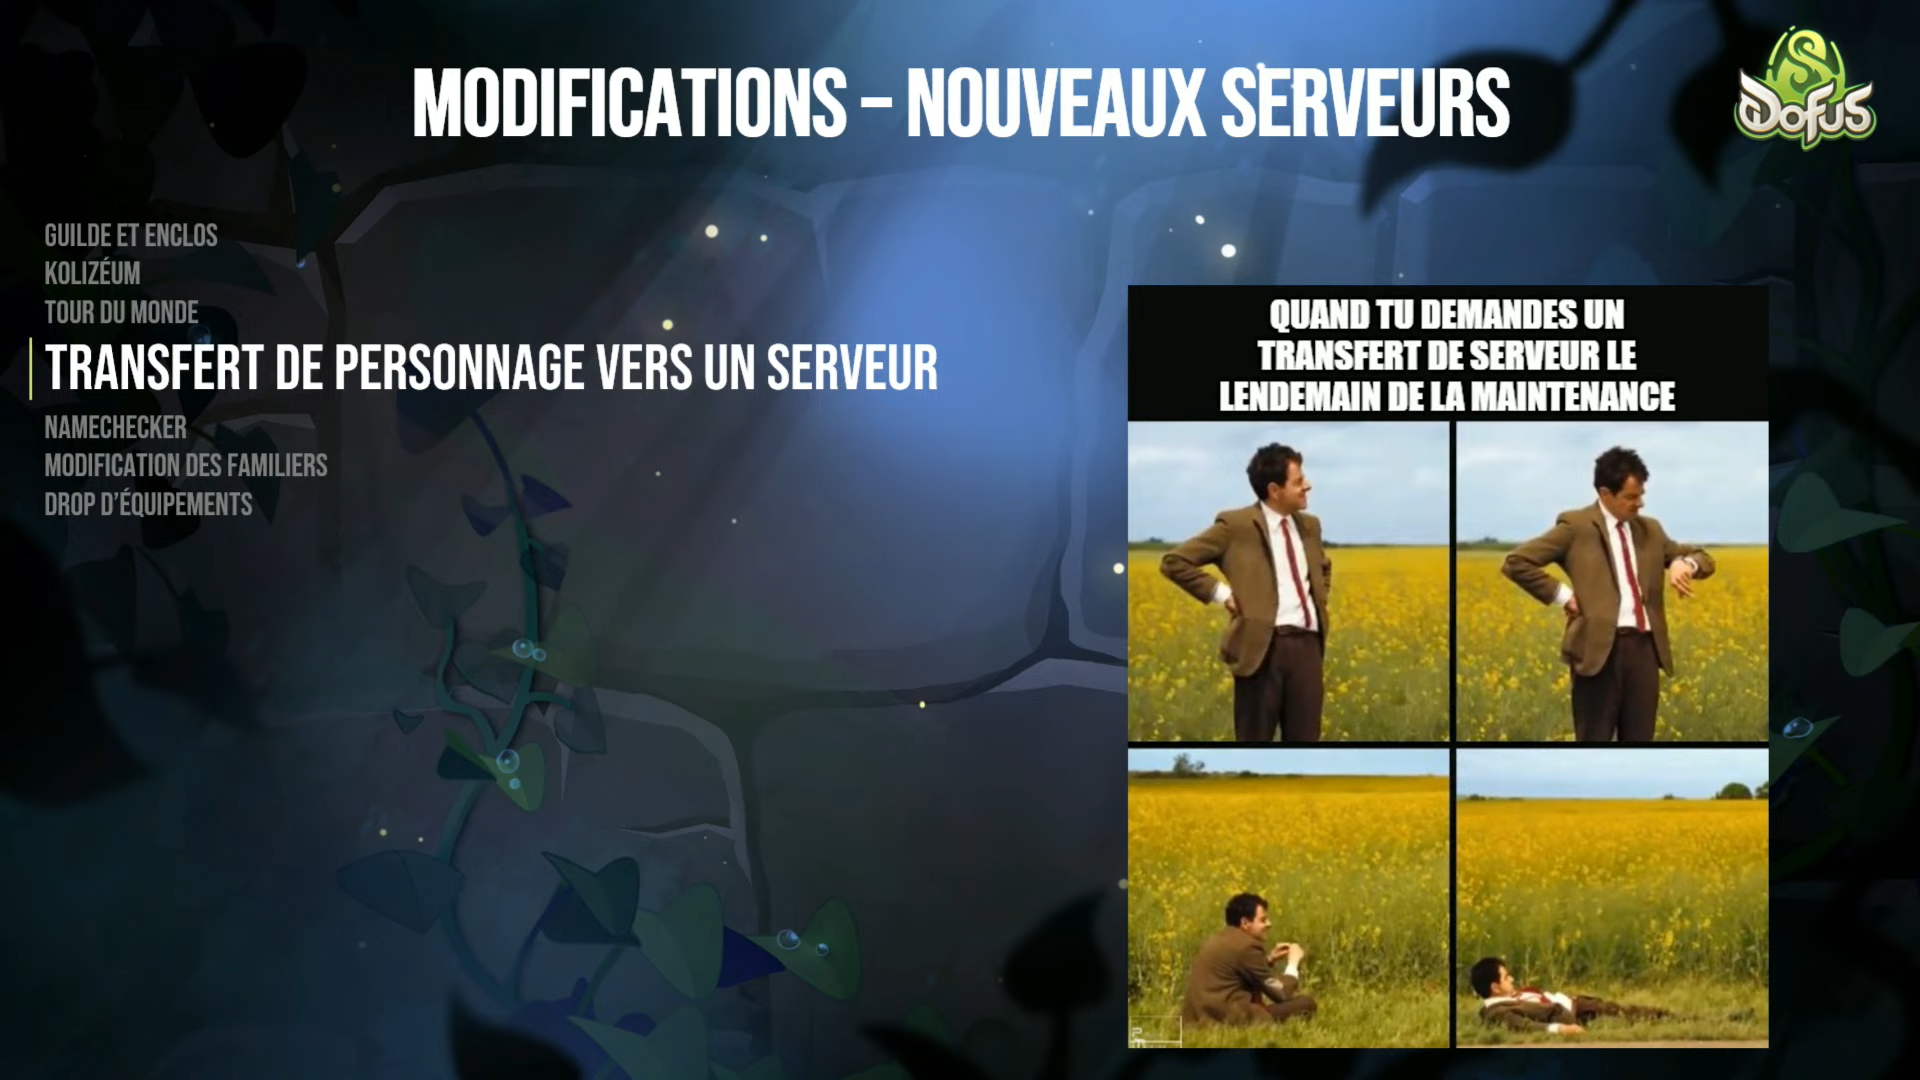 MODIFICATIONS – NOUVEAUX SERVEURS
DOFUS
GUILDE ET ENCLOS
KOLIZÉUM
TOUR DU MONDE
TRANSFERT DE PERSONNAGE VERS UN SERVEUR
NAMECHECKER
MODIFICATION DES FAMILIERS
DROP D’ÉQUIPEMENTS
QUAND TU DEMANDES UN
TRANSFERT DE SERVEUR LE
LENDEMAIN DE LA MAINTENANCE